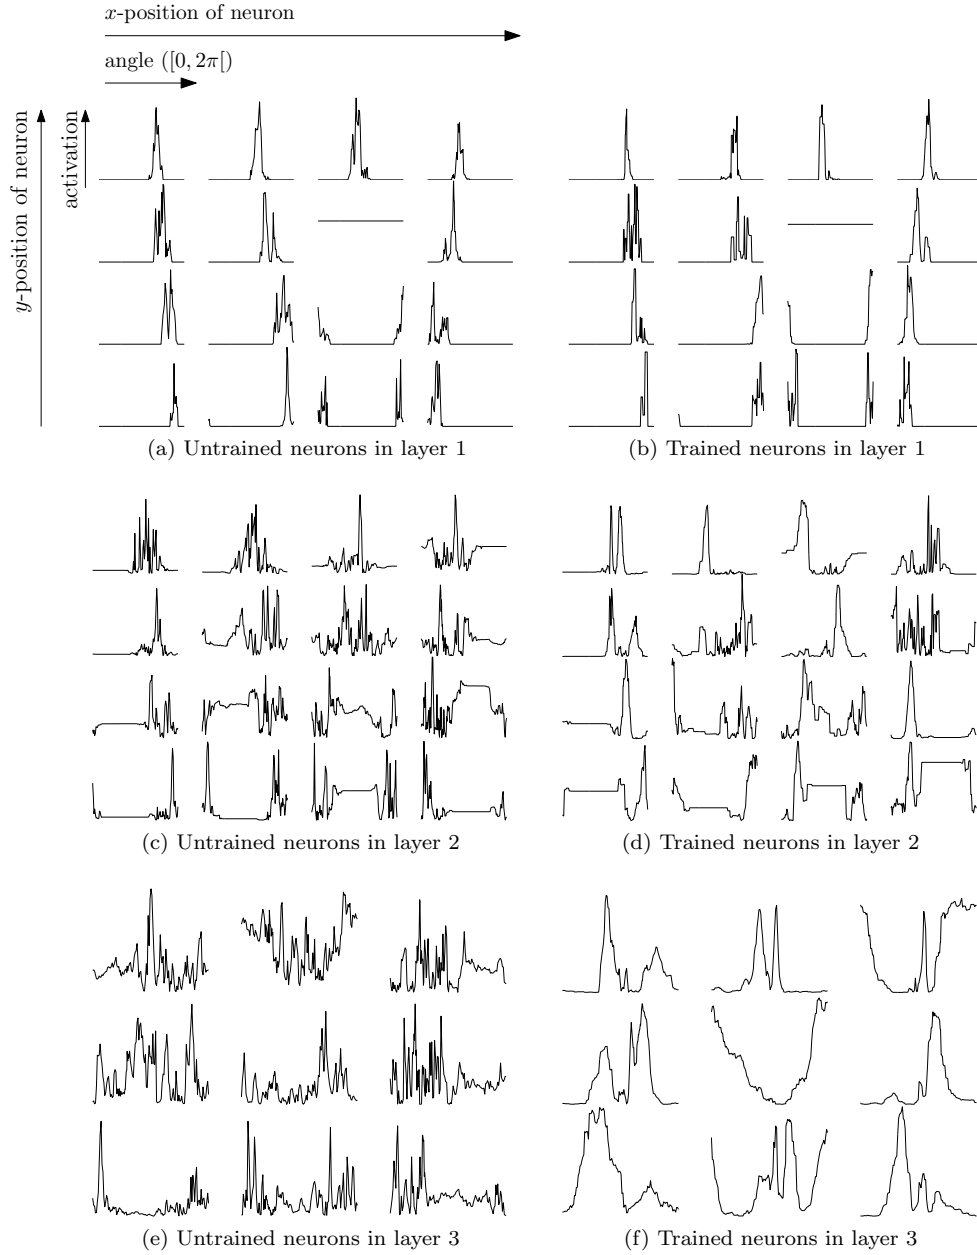 x-position of neuron
angle ([0, 2π[)
y-position of neuron
activation
(a) Untrained neurons in layer 1
(b) Trained neurons in layer 1
(c) Untrained neurons in layer 2
(d) Trained neurons in layer 2
(e) Untrained neurons in layer 3
(f) Trained neurons in layer 3